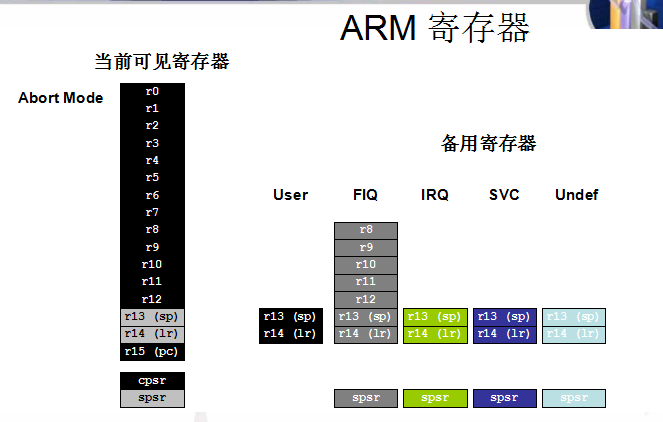 ARM 寄存器
当前可见寄存器
Abort Mode
r0
r1
r2
r3
r4
r5
r6
r7
r8
r9
r10
r11
r12
r13 (sp)
r14 (lr)
r15 (pc)
cpsr
spsr
备用寄存器
User FIQ IRQ SVC Undef
r8
r9
r10
r11
r12
r13 (sp) r13 (sp) r13 (sp) r13 (sp) r13 (sp)
r14 (lr) r14 (lr) r14 (lr) r14 (lr) r14 (lr)
spsr spsr spsr spsr